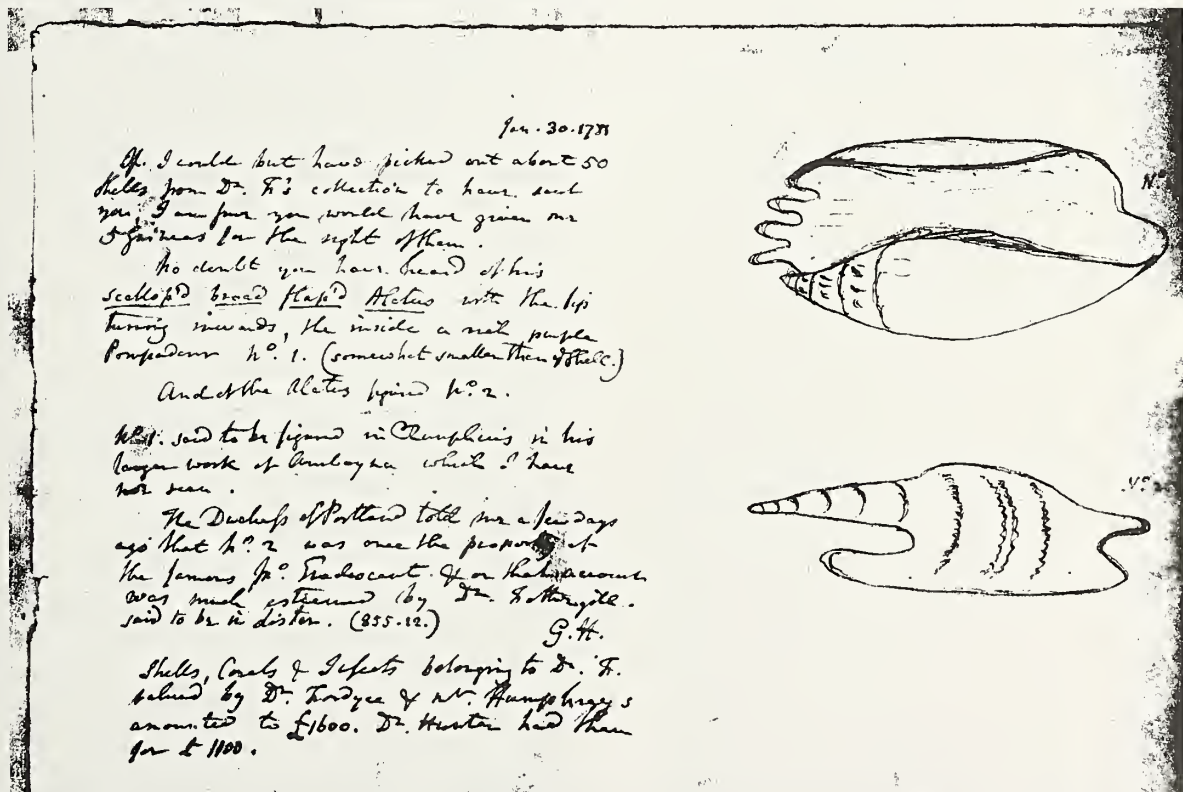 Jan. 30. 1781
If I could but have picked out about 50
Shells from Dr. F's collection to have sent
you, I am sure you would have given me
5 Guineas for the sight of them.
No doubt you have heard of his
scallop'd broad flap'd Alatus with the lip
turning inwards, the inside a rich purple
Pompadour No. 1. (somewhat smaller than ye Shell.)
And of the Alatus figured No. 2.
No. 1. said to be figured in in his
larger work of Amboyna which I have
not seen.
The Duchess of Portland told me a few days
ago that No. 2 was once the property of
the famous Jno. Tradescant. & on that account
was much esteemed by Dr. Fothergill.
said to be in Lister. (855.12.)
G.H.
Shells, Corals & Insects belonging to Dr. F.
valued by Dr. Fordyce & Mr. Humphreys
amounted to £1600. Dr. Hunter had them
for £1100.
No
No. 2